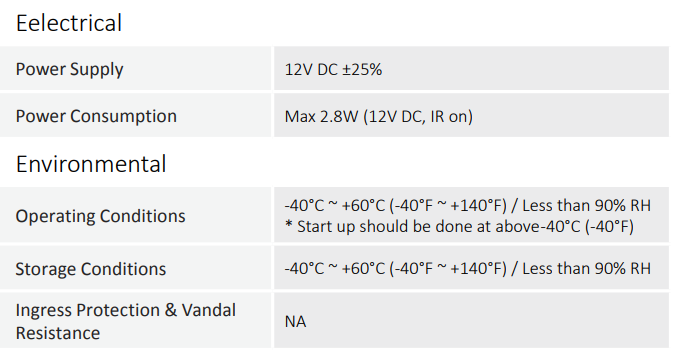 Eelectrical
Power Supply
12V DC ±25%
Power Consumption
Max 2.8W (12V DC, IR on)
Environmental
Operating Conditions
-40°C ~ +60°C (-40°F ~ +140°F) / Less than 90% RH
* Start up should be done at above-40°C (-40°F)
Storage Conditions
-40°C ~ +60°C (-40°F ~ +140°F) / Less than 90% RH
Ingress Protection & Vandal
Resistance
NA